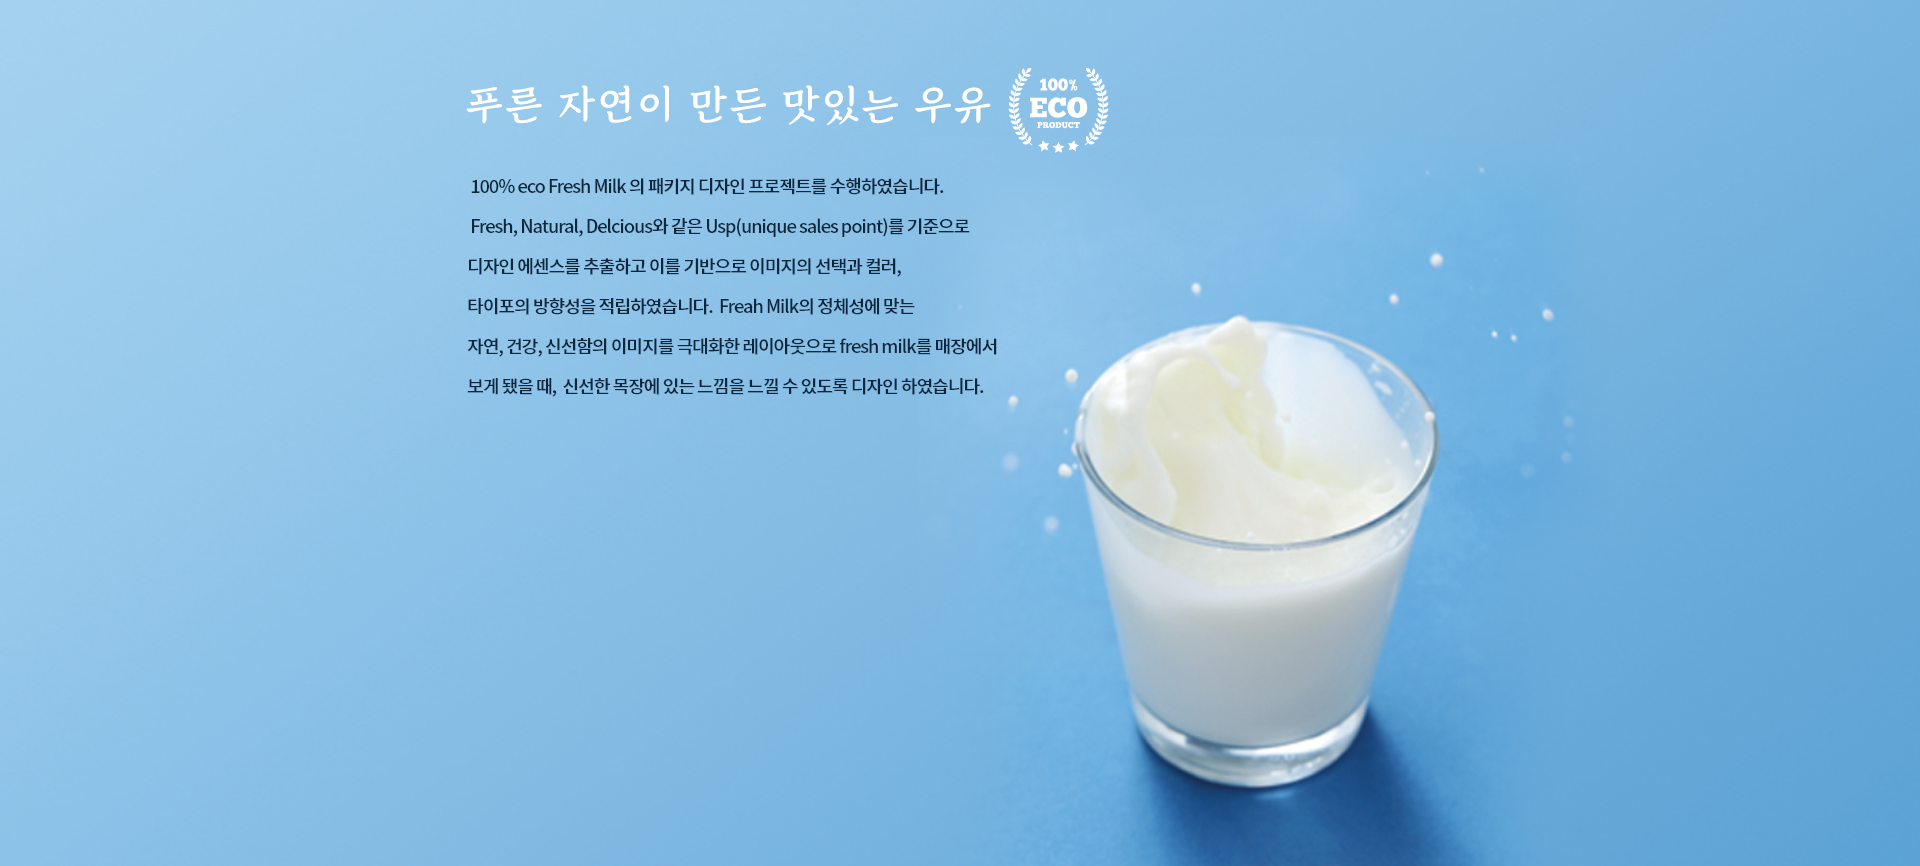 푸른 자연이 만든 맛있는 우유
100%
ECO
PRODUCT
100% eco Fresh Milk 의 패키지 디자인 프로젝트를 수행하였습니다.
Fresh, Natural, Delcious와 같은 Usp(unique sales point)를 기준으로
디자인 에센스를 추출하고 이를 기반으로 이미지의 선택과 컬러,
타이포의 방향성을 적립하였습니다. Freah Milk의 정체성에 맞는
자연, 건강, 신선함의 이미지를 극대화한 레이아웃으로 fresh milk를 매장에서
보게 됐을 때, 신선한 목장에 있는 느낌을 느낄 수 있도록 디자인 하였습니다.